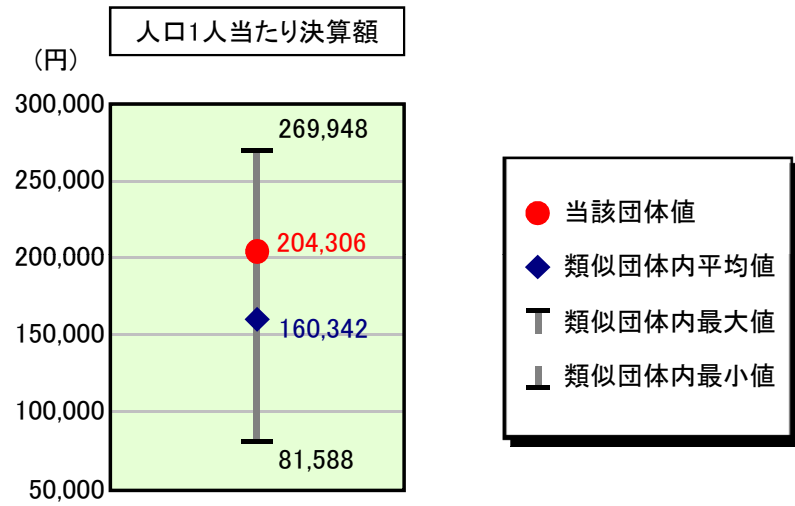 人口1人当たり決算額
(円)
300,000
269,948
250,000
204,306
200,000
160,342
150,000
100,000
81,588
50,000
当該団体値
類似団体内平均値
類似団体内最大値
類似団体内最小値